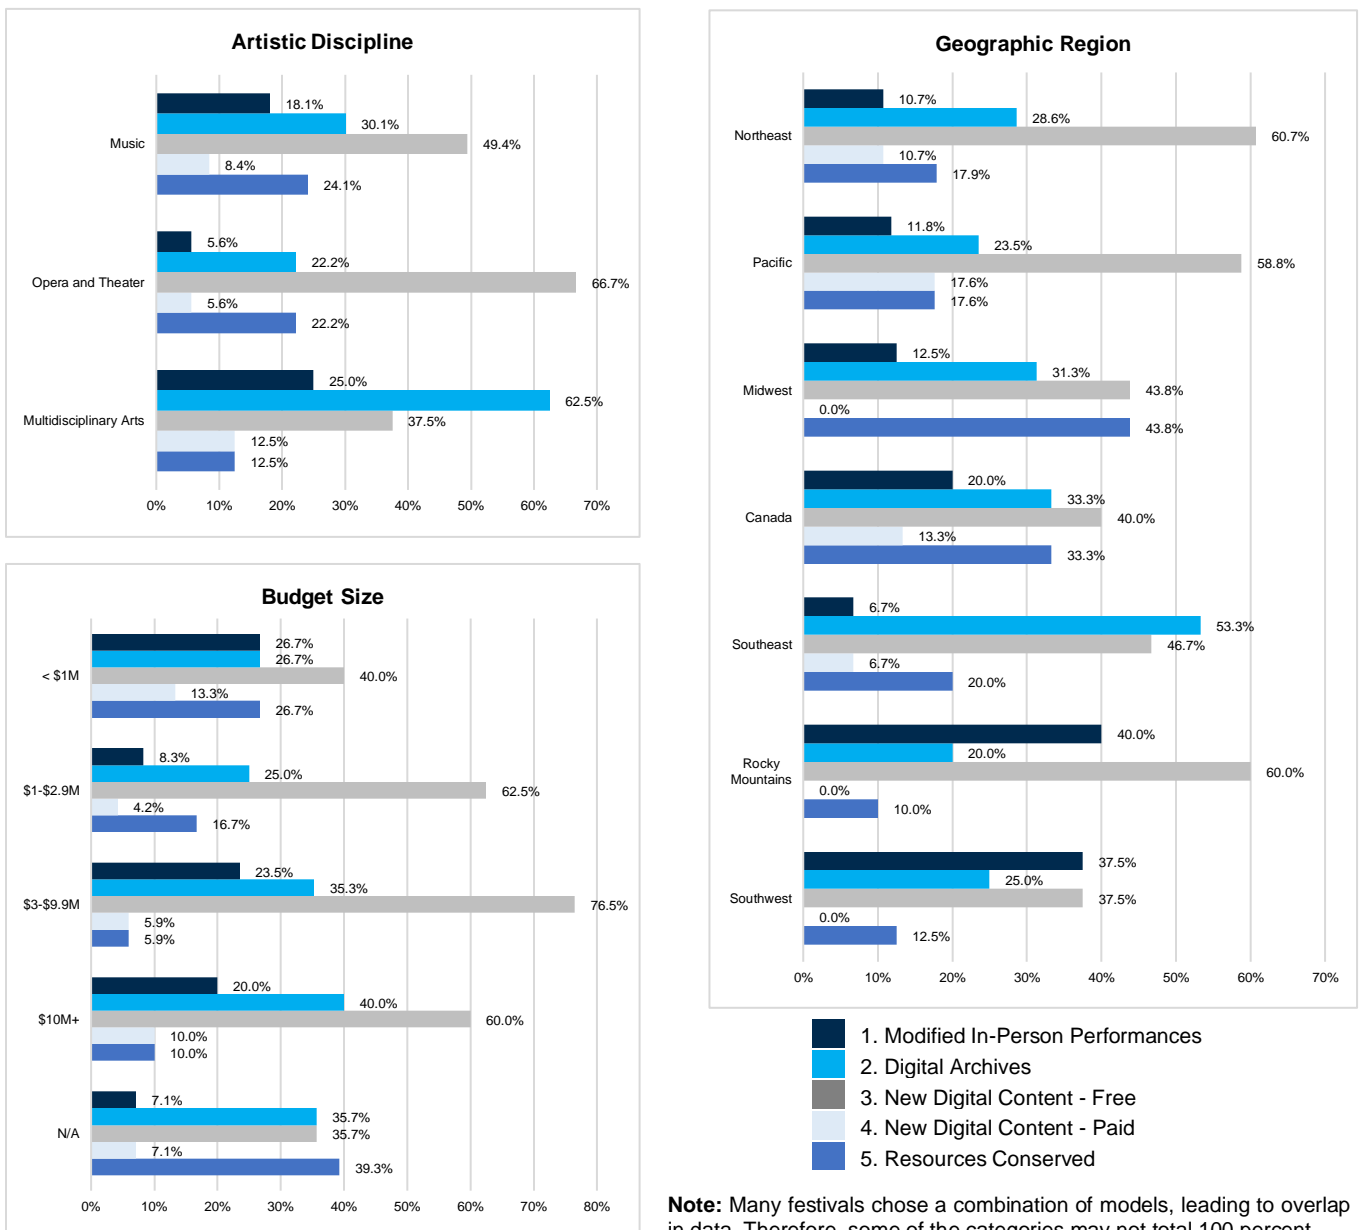 Artistic Discipline
18.1%
30.1%
Music
49.4%
8.4%
24.1%
5.6%
22.2%
Opera and Theater
66.7%
5.6%
22.2%
25.0%
62.5%
Multidisciplinary Arts
37.5%
12.5%
12.5%
0% 10% 20% 30% 40% 50% 60% 70%
Budget Size
26.7%
26.7%
< $1M
40.0%
13.3%
26.7%
8.3%
25.0%
$1-$2.9M
62.5%
4.2%
16.7%
23.5%
35.3%
$3-$9.9M
76.5%
5.9%
5.9%
20.0%
40.0%
$10M+
60.0%
10.0%
10.0%
7.1%
35.7%
N/A
35.7%
7.1%
39.3%
0% 10% 20% 30% 40% 50% 60% 70% 80%
Geographic Region
10.7%
28.6%
Northeast
60.7%
10.7%
17.9%
11.8%
23.5%
Pacific
58.8%
17.6%
17.6%
12.5%
31.3%
Midwest
43.8%
0.0%
43.8%
20.0%
33.3%
Canada
40.0%
13.3%
33.3%
6.7%
53.3%
Southeast
46.7%
6.7%
20.0%
40.0%
20.0%
Rocky
Mountains
60.0%
0.0%
10.0%
37.5%
25.0%
Southwest
37.5%
0.0%
12.5%
0% 10% 20% 30% 40% 50% 60% 70%
1. Modified In-Person Performances
2. Digital Archives
3. New Digital Content - Free
4. New Digital Content - Paid
5. Resources Conserved
Note: Many festivals chose a combination of models, leading to overlap
in data. Therefore, some of the categories may not total 100 percent.